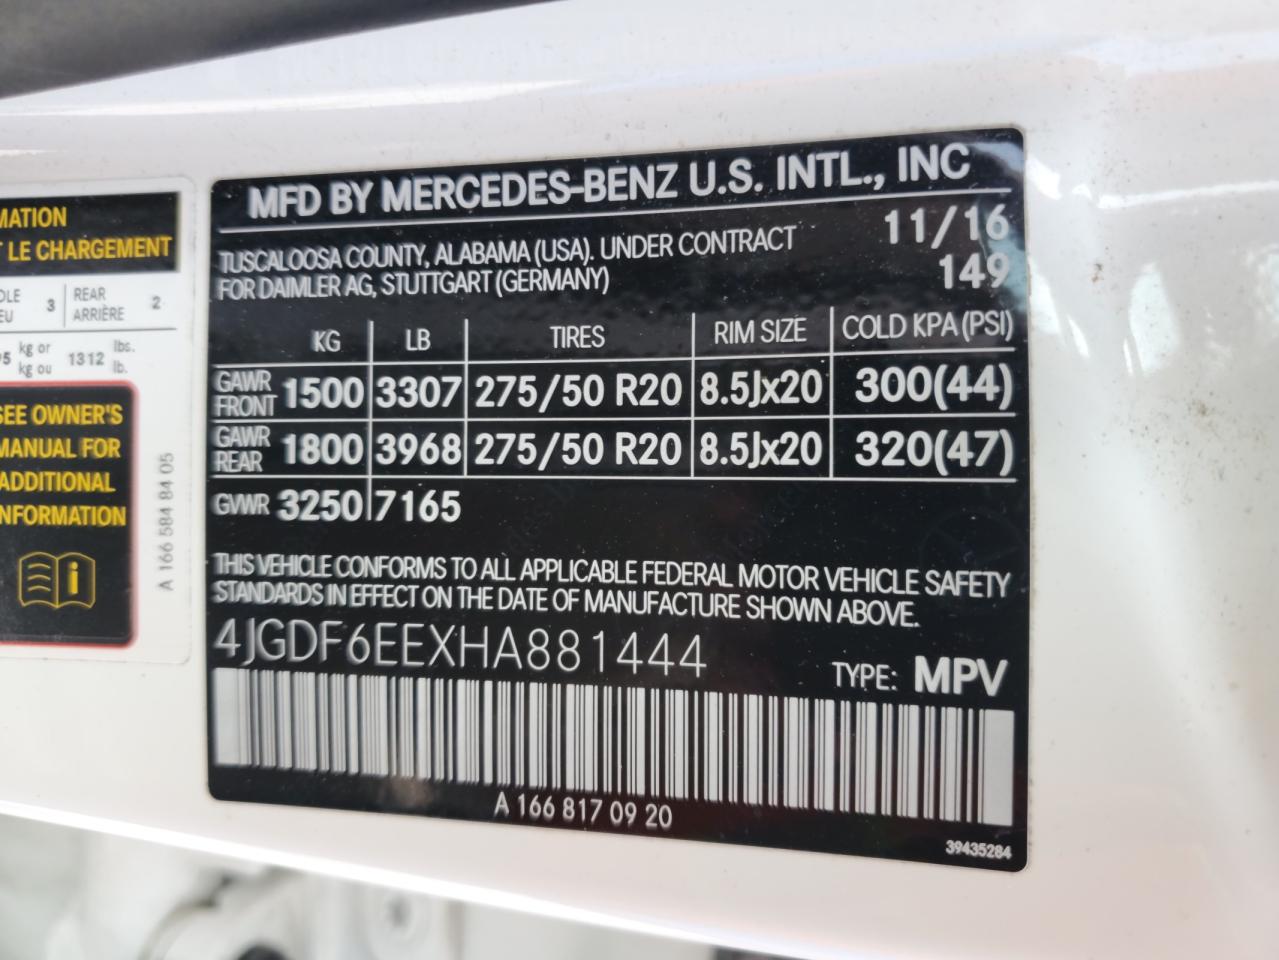 MATION
LE CHARGEMENT
3
REAR
ARRIÈRE
2
kg or
kg ou
1312
lbs.
lb.
SEE OWNER'S
MANUAL FOR
ADDITIONAL
INFORMATION
A 166 584 84 05
MFD BY MERCEDES-BENZ U.S. INTL., INC
TUSCALOOSA COUNTY, ALABAMA (USA). UNDER CONTRACT
FOR DAIMLER AG, STUTTGART (GERMANY)
11/16
149
KG LB TIRES RIM SIZE COLD KPA (PSI)
GAWR FRONT 1500 3307 275/50 R20 8.5Jx20 300(44)
GAWR REAR 1800 3968 275/50 R20 8.5Jx20 320(47)
GVWR 3250 7165
THIS VEHICLE CONFORMS TO ALL APPLICABLE FEDERAL MOTOR VEHICLE SAFETY
STANDARDS IN EFFECT ON THE DATE OF MANUFACTURE SHOWN ABOVE.
4JGDF6EEXHA881444
TYPE: MPV
A 166 817 09 20
39435284